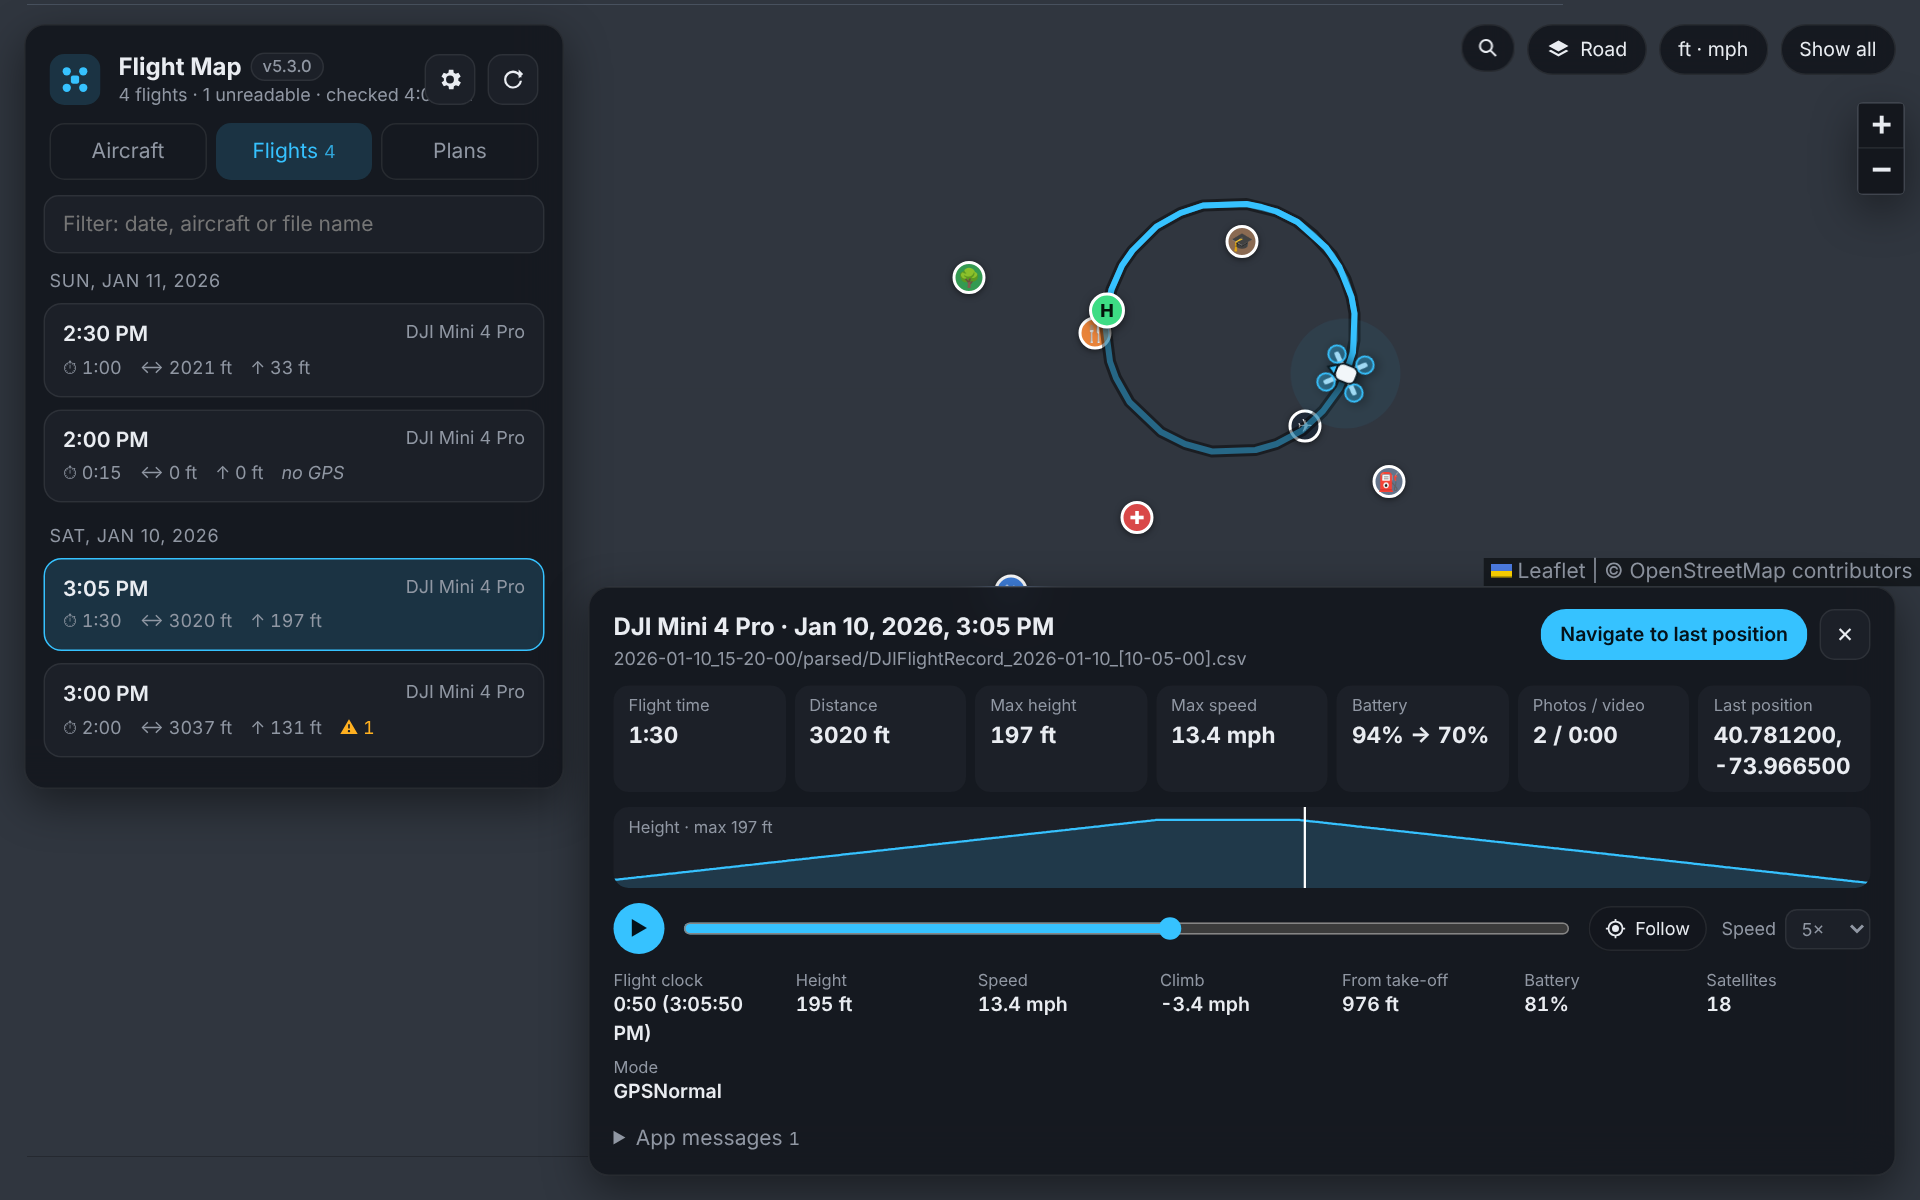 Flight Map v5.3.0
4 flights · 1 unreadable · checked
Aircraft
Flights 4
Plans
Filter: date, aircraft or file name
SUN, JAN 11, 2026
2:30 PM DJI Mini 4 Pro
1:00 ↔ 2021 ft ↑ 33 ft
2:00 PM DJI Mini 4 Pro
0:15 ↔ 0 ft ↑ 0 ft no GPS
SAT, JAN 10, 2026
3:05 PM DJI Mini 4 Pro
1:30 ↔ 3020 ft ↑ 197 ft
3:00 PM DJI Mini 4 Pro
2:00 ↔ 3037 ft ↑ 131 ft 1
Road
ft · mph
Show all
+
−
H
Leaflet | © OpenStreetMap contributors
DJI Mini 4 Pro · Jan 10, 2026, 3:05 PM
2026-01-10_15-20-00/parsed/DJIFlightRecord_2026-01-10_[10-05-00].csv
Navigate to last position
Flight time
1:30
Distance
3020 ft
Max height
197 ft
Max speed
13.4 mph
Battery
94% → 70%
Photos / video
2 / 0:00
Last position
40.781200,
-73.966500
Height · max 197 ft
Follow
Speed
5×
Flight clock
0:50 (3:05:50
PM)
Height
195 ft
Speed
13.4 mph
Climb
-3.4 mph
From take-off
976 ft
Battery
81%
Satellites
18
Mode
GPSNormal
App messages 1